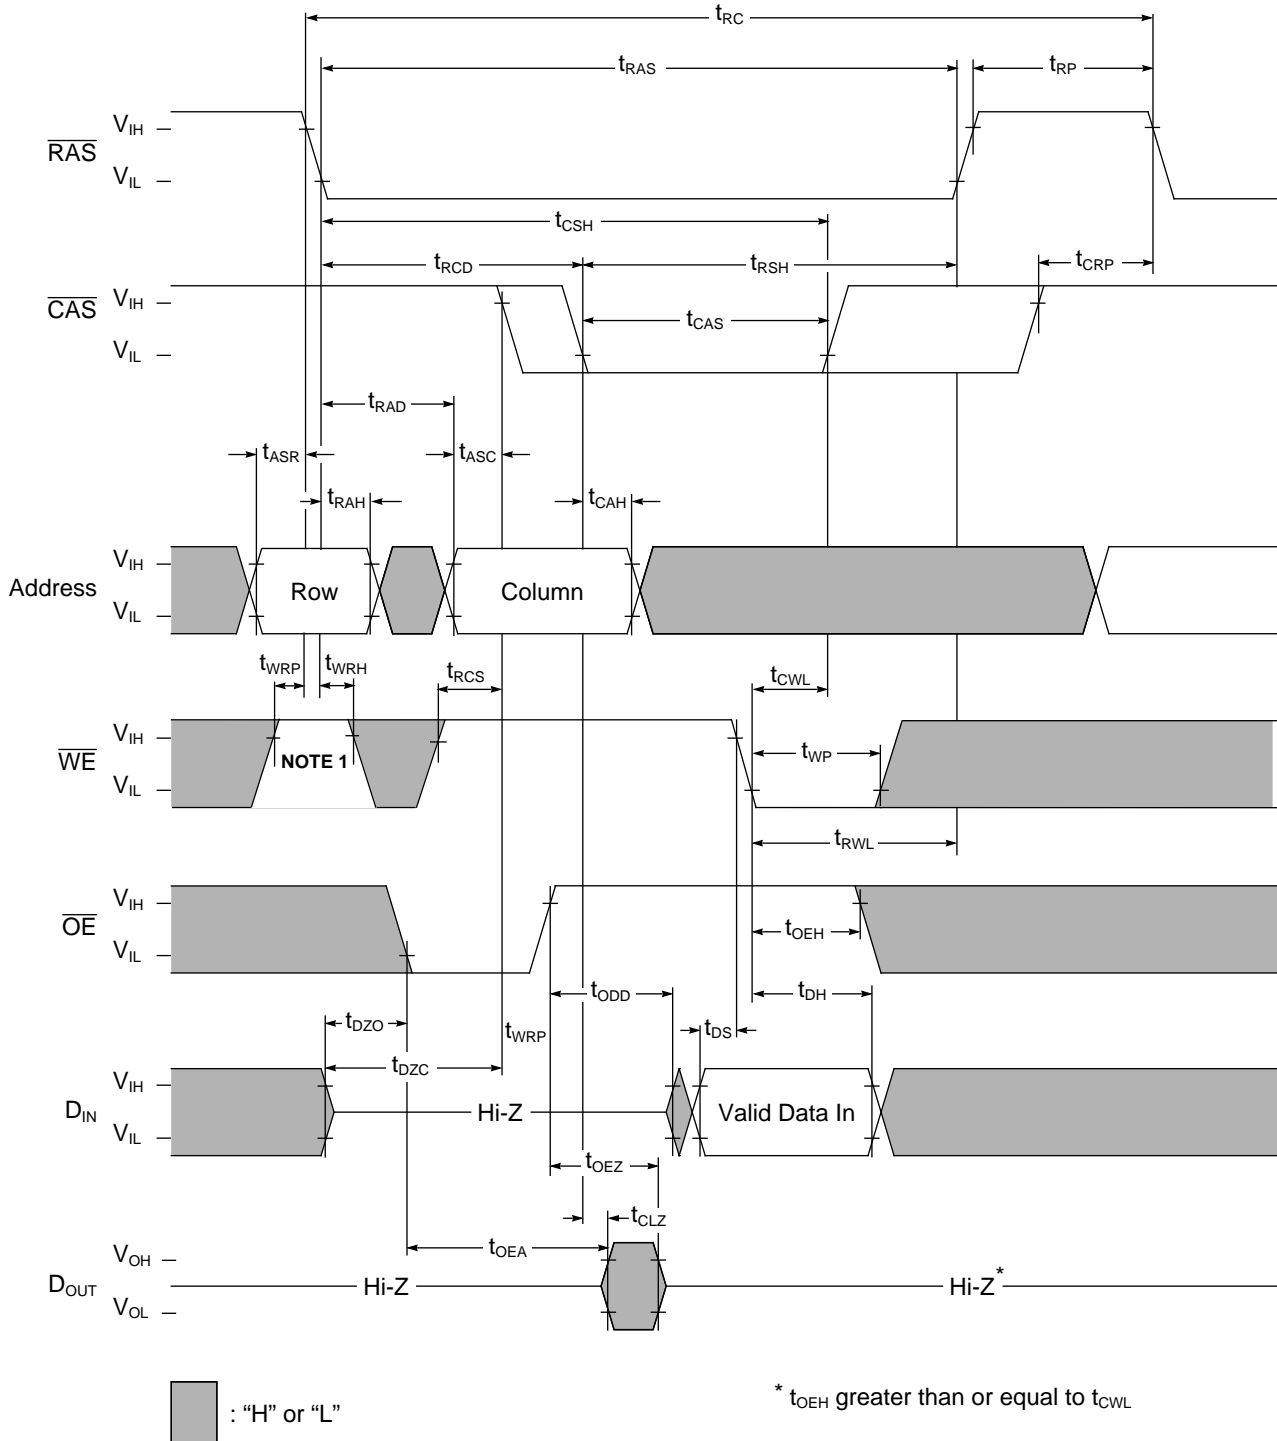 tRC
tRAS
tRP
RAS
VIH
VIL
tCSH
tRCD
tRSH
tCRP
CAS
VIH
VIL
tCAS
tRAD
tASR
tASC
tRAH
tCAH
Address
VIH
VIL
Row
Column
tWRP
tWRH
tRCS
tCWL
WE
VIH
VIL
NOTE 1
tWP
tRWL
OE
VIH
VIL
tOEH
tODD
tDH
tDZO
tWRP
tDS
tDZC
DIN
VIH
VIL
Hi-Z
Valid Data In
tOEZ
tCLZ
tOEA
DOUT
VOH
VOL
Hi-Z
Hi-Z*
: “H” or “L”
* tOEH greater than or equal to tCWL